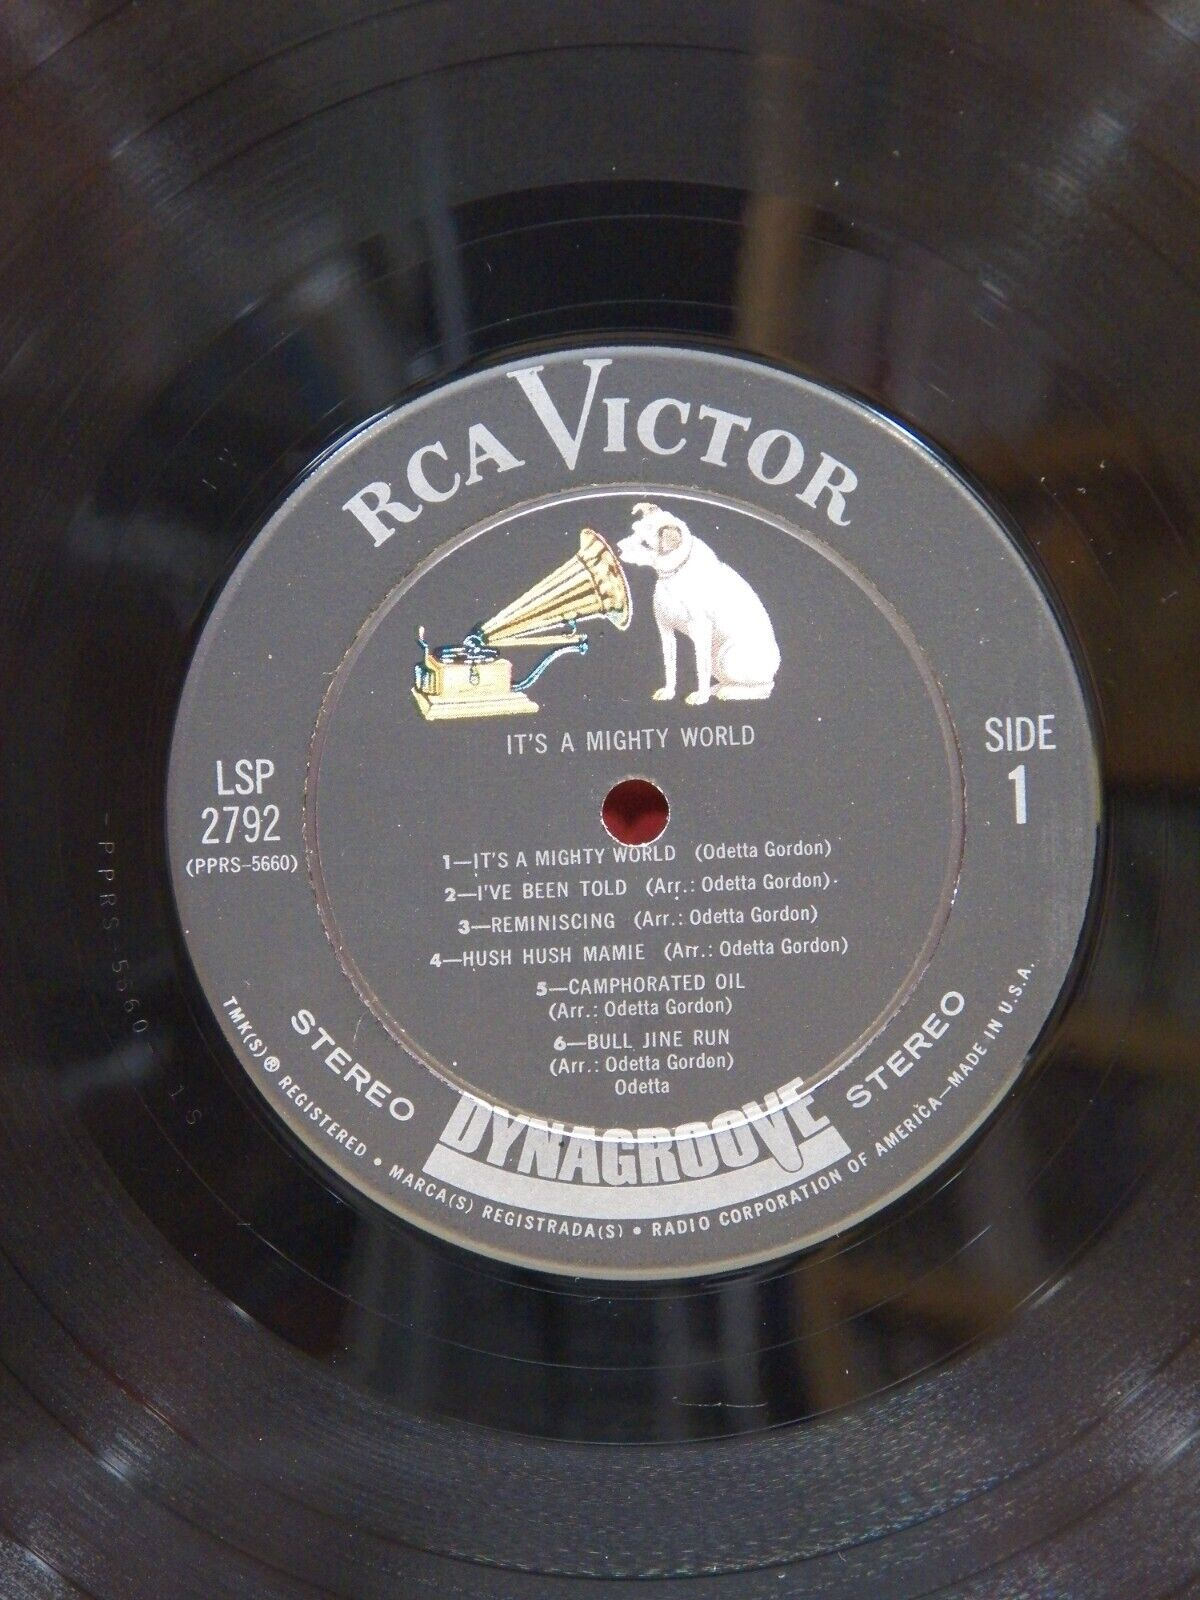 RCA VICTOR
IT'S A MIGHTY WORLD
LSP
2792
(PPRS-5660)
SIDE
1
1—IT'S A MIGHTY WORLD (Odetta Gordon)
2—I'VE BEEN TOLD (Arr.: Odetta Gordon)
3—REMINISCING (Arr.: Odetta Gordon)
4—HUSH HUSH MAMIE (Arr.: Odetta Gordon)
5—CAMPHORATED OIL
(Arr.: Odetta Gordon)
6—BULL JINE RUN
(Arr.: Odetta Gordon)
Odetta
STEREO
DYNAGROOVE
STEREO
TMK(S) ® REGISTERED • MARCA(S) REGISTRADA(S) • RADIO CORPORATION OF AMERICA—MADE IN U.S.A.
-PPRS-5660- 1S